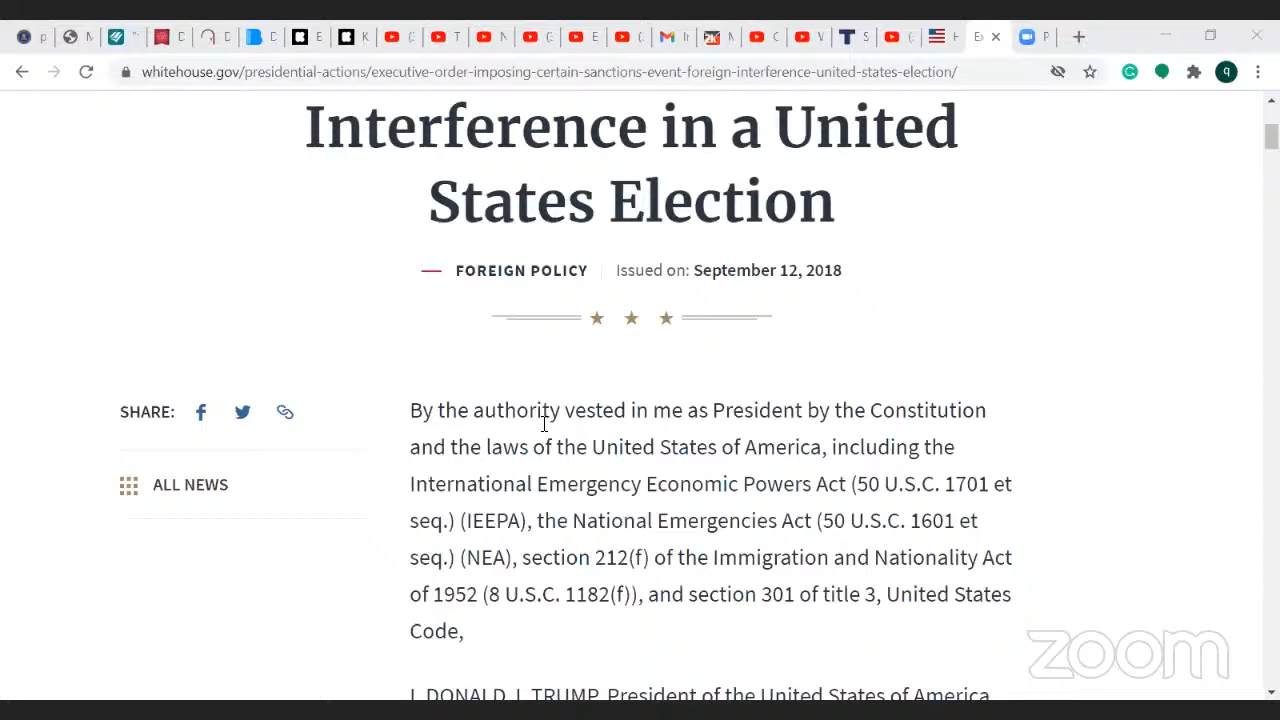 p
M
"
D
D
D
E
K
(
T
N
(
E
(
Ir
M
C
V
S
(
H
E
P
whitehouse.gov/presidential-actions/executive-order-imposing-certain-sanctions-event-foreign-interference-united-states-election/
q
Interference in a United
States Election
FOREIGN POLICY Issued on: September 12, 2018
SHARE:
ALL NEWS
By the authority vested in me as President by the Constitution
and the laws of the United States of America, including the
International Emergency Economic Powers Act (50 U.S.C. 1701 et
seq.) (IEEPA), the National Emergencies Act (50 U.S.C. 1601 et
seq.) (NEA), section 212(f) of the Immigration and Nationality Act
of 1952 (8 U.S.C. 1182(f)), and section 301 of title 3, United States
Code,
I, DONALD J. TRUMP, President of the United States of America,
zoom